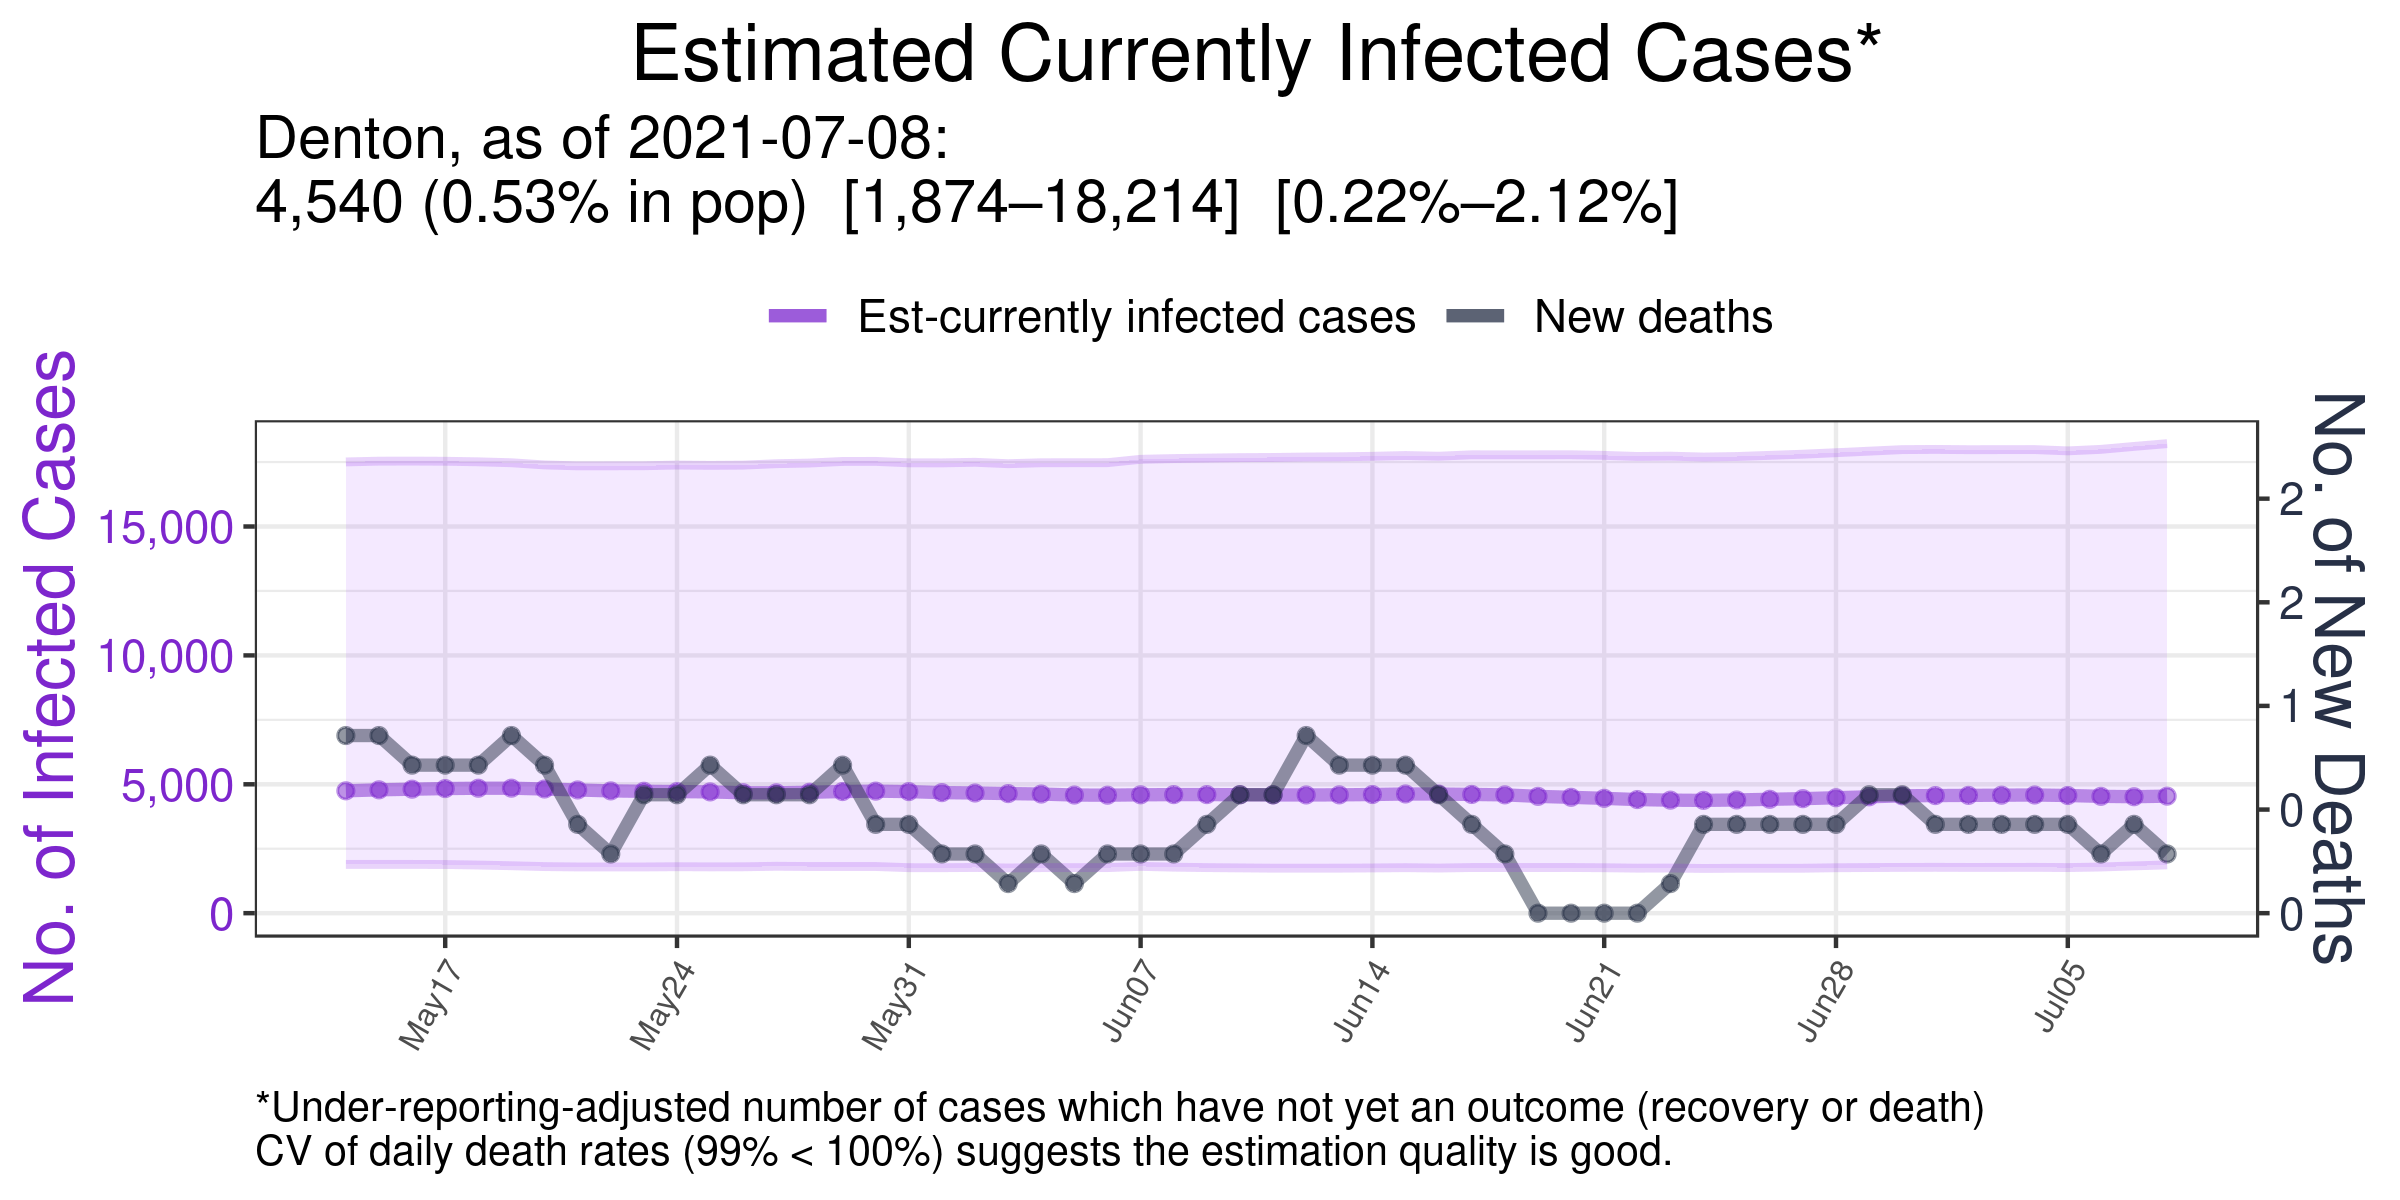 Estimated Currently Infected Cases*
Denton, as of 2021-07-08:
4,540 (0.53% in pop)  [1,874–18,214]  [0.22%–2.12%]
Est-currently infected cases
New deaths
No. of Infected Cases
15,000
10,000
5,000
0
No. of New Deaths
2
2
1
0
0
May17
May24
May31
Jun07
Jun14
Jun21
Jun28
Jul05
*Under-reporting-adjusted number of cases which have not yet an outcome (recovery or death)
CV of daily death rates (99% < 100%) suggests the estimation quality is good.